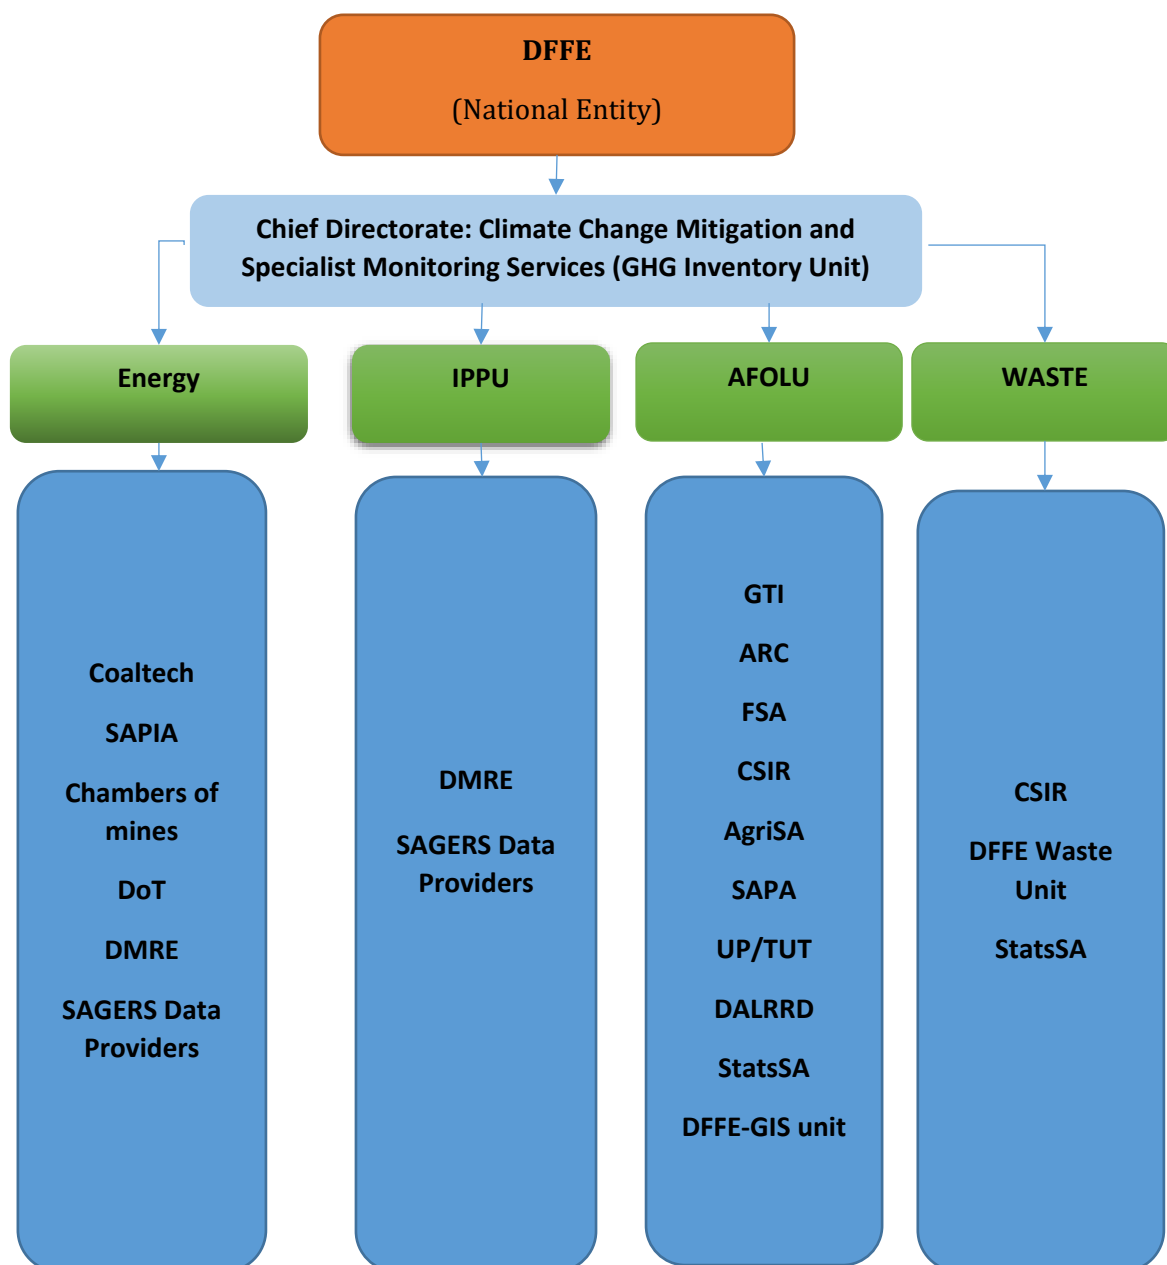 DFFE
(National Entity)
Chief Directorate: Climate Change Mitigation and
Specialist Monitoring Services (GHG Inventory Unit)
Energy
IPPU
AFOLU
WASTE
Coaltech
SAPIA
Chambers of
mines
DoT
DMRE
SAGERS Data
Providers
DMRE
SAGERS Data
Providers
GTI
ARC
FSA
CSIR
AgriSA
SAPA
UP/TUT
DALRRD
StatsSA
DFFE-GIS unit
CSIR
DFFE Waste
Unit
StatsSA